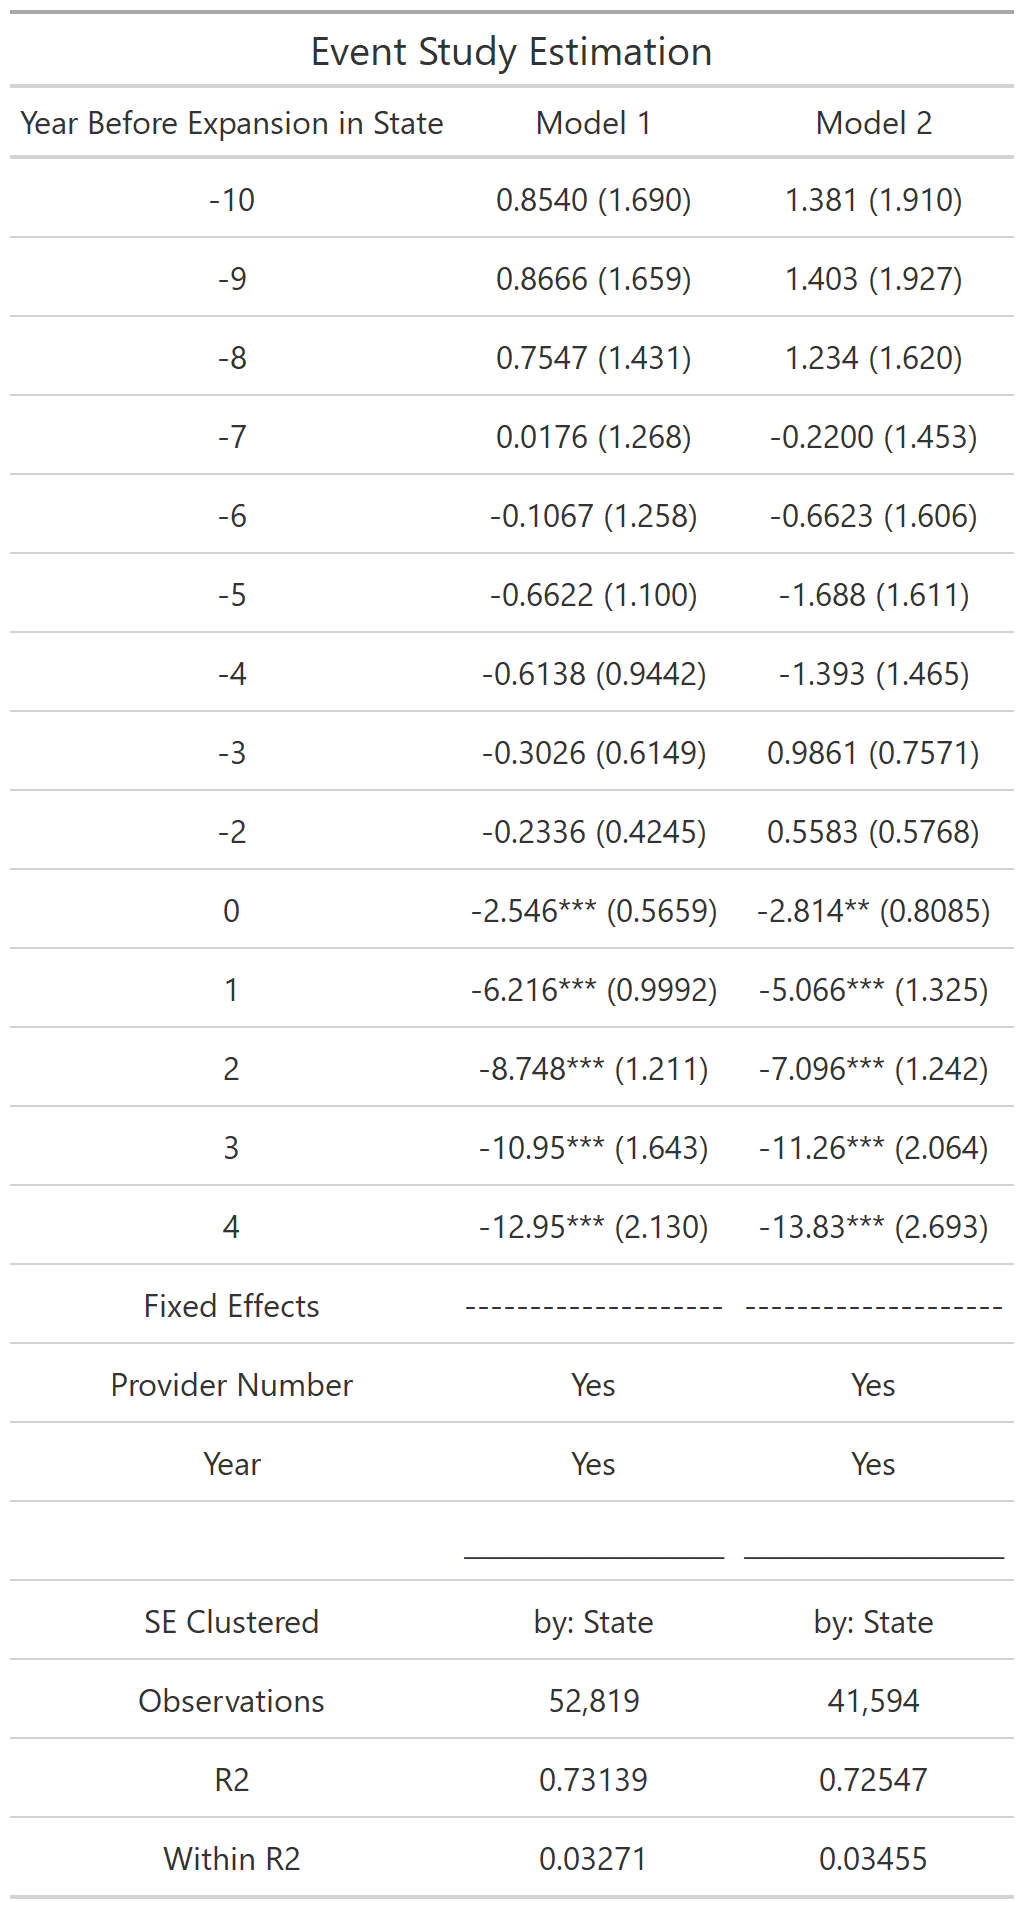 Event Study Estimation
Year Before Expansion in State Model 1 Model 2
-10 0.8540 (1.690) 1.381 (1.910)
-9 0.8666 (1.659) 1.403 (1.927)
-8 0.7547 (1.431) 1.234 (1.620)
-7 0.0176 (1.268) -0.2200 (1.453)
-6 -0.1067 (1.258) -0.6623 (1.606)
-5 -0.6622 (1.100) -1.688 (1.611)
-4 -0.6138 (0.9442) -1.393 (1.465)
-3 -0.3026 (0.6149) 0.9861 (0.7571)
-2 -0.2336 (0.4245) 0.5583 (0.5768)
0 -2.546*** (0.5659) -2.814** (0.8085)
1 -6.216*** (0.9992) -5.066*** (1.325)
2 -8.748*** (1.211) -7.096*** (1.242)
3 -10.95*** (1.643) -11.26*** (2.064)
4 -12.95*** (2.130) -13.83*** (2.693)
Fixed Effects -------------------- --------------------
Provider Number Yes Yes
Year Yes Yes
____________________ ____________________
SE Clustered by: State by: State
Observations 52,819 41,594
R2 0.73139 0.72547
Within R2 0.03271 0.03455